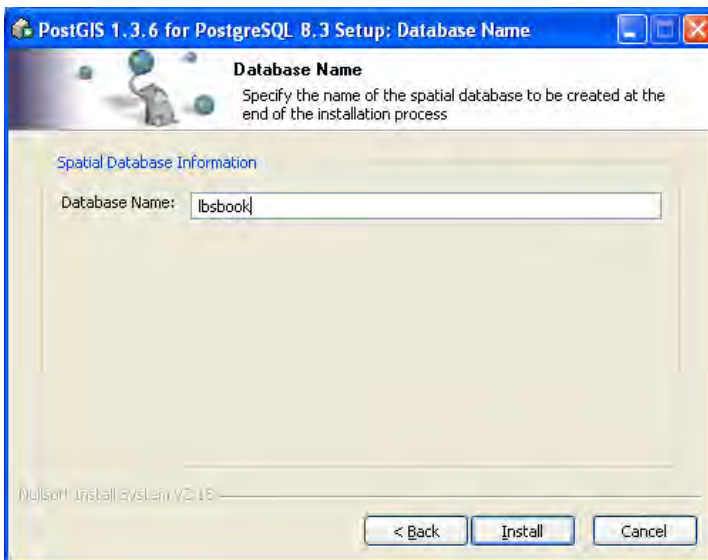 PostGIS 1.3.6 for PostgreSQL 8.3 Setup: Database Name
Database Name
Specify the name of the spatial database to be created at the
end of the installation process
Spatial Database Information
Database Name:
lbsbook
Nullsoft Install System v2.16
< Back
Install
Cancel